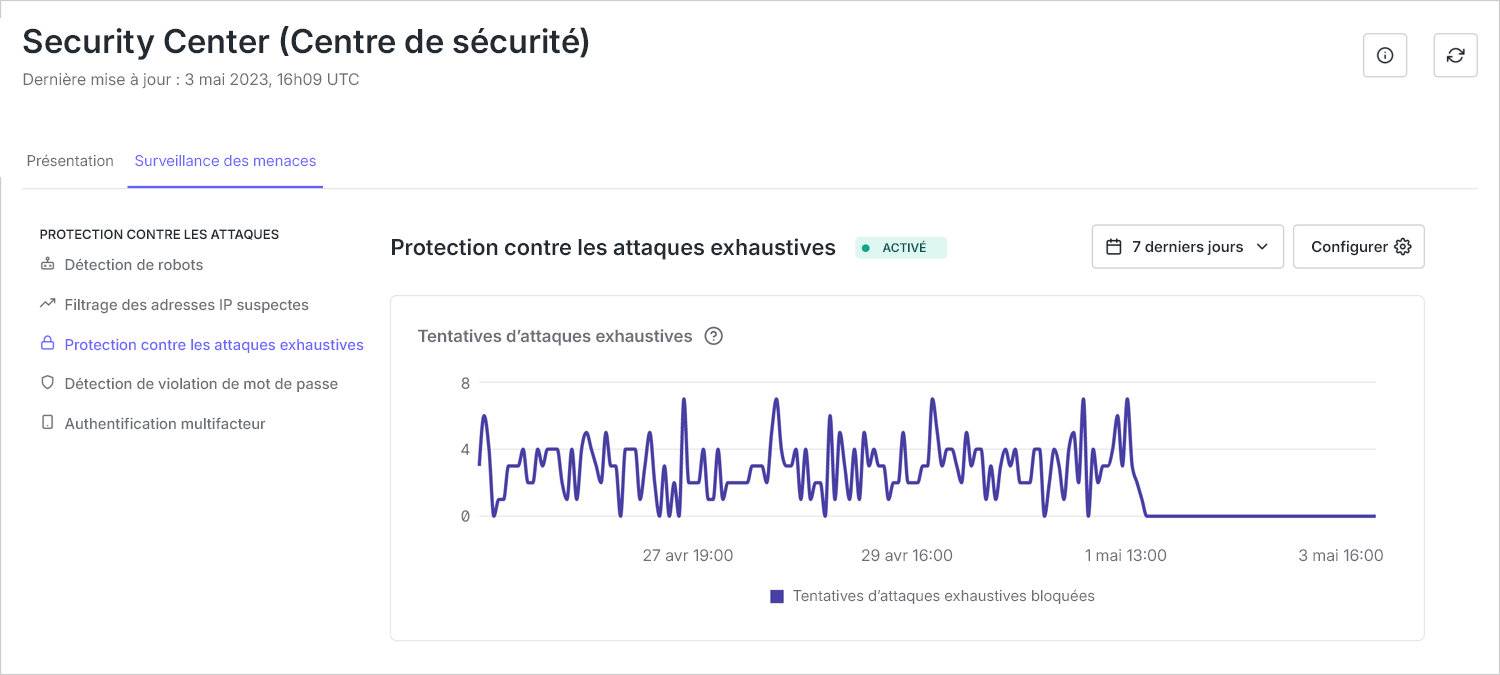 Security Center (Centre de sécurité)
Dernière mise à jour : 3 mai 2023, 16h09 UTC
Présentation
Surveillance des menaces
PROTECTION CONTRE LES ATTAQUES
Détection de robots
Filtrage des adresses IP suspectes
Protection contre les attaques exhaustives
Détection de violation de mot de passe
Authentification multifacteur
Protection contre les attaques exhaustives
ACTIVÉ
7 derniers jours
Configurer
Tentatives d’attaques exhaustives
8
4
0
27 avr 19:00
29 avr 16:00
1 mai 13:00
3 mai 16:00
Tentatives d’attaques exhaustives bloquées